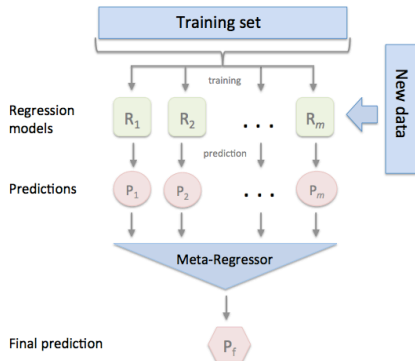 Training set
training
New data
Regression
models
R1 R2 . . . Rm
prediction
Predictions
P1 P2 . . . Pm
Meta-Regressor
Final prediction
Pf